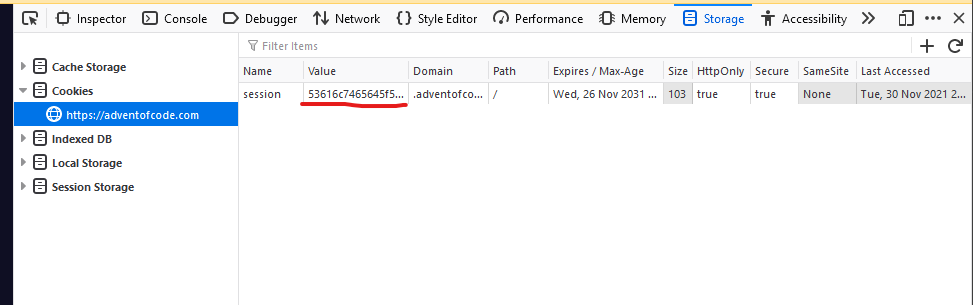 Inspector Console Debugger Network Style Editor Performance Memory Storage Accessibility
Filter Items
Cache Storage
Cookies
https://adventofcode.com
Indexed DB
Local Storage
Session Storage
Name Value Domain Path Expires / Max-Age Size HttpOnly Secure SameSite Last Accessed
session 53616c7465645f5... .adventofco... / Wed, 26 Nov 2031 ... 103 true true None Tue, 30 Nov 2021 2...